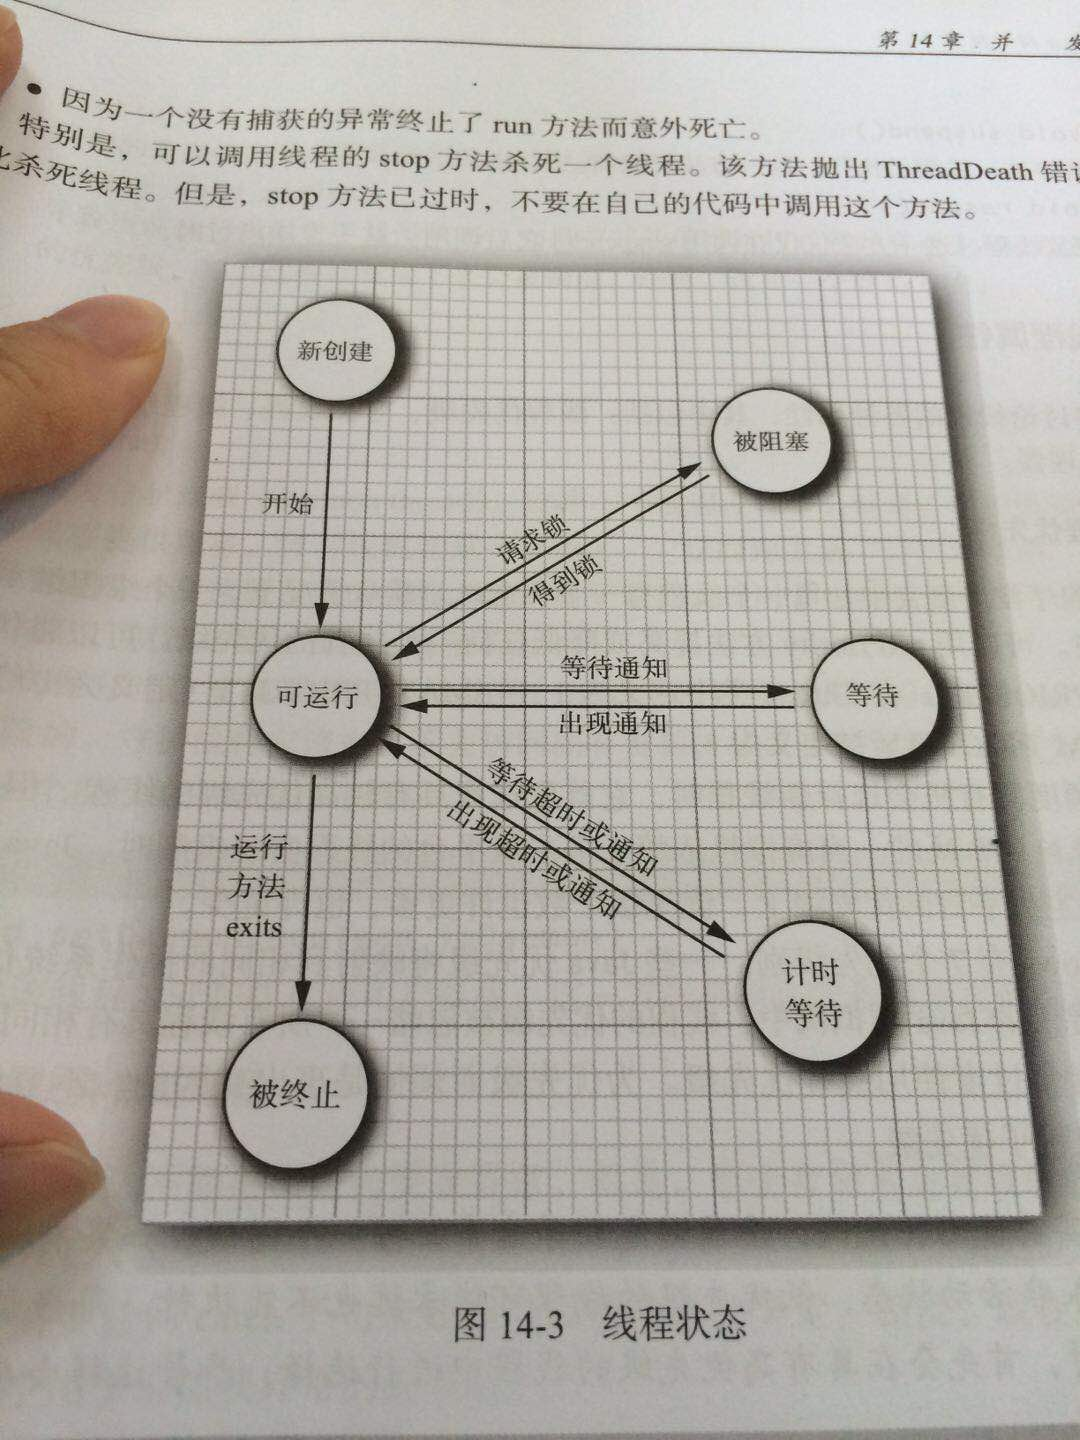 第 14 章 并 发
• 因为一个没有捕获的异常终止了 run 方法而意外死亡。
特别是，可以调用线程的 stop 方法杀死一个线程。该方法抛出 ThreadDeath 错
杀死线程。但是，stop 方法已过时，不要在自己的代码中调用这个方法。
新创建
被阻塞
开始
请求锁
得到锁
等待通知
可运行
等待
出现通知
等待超时或通知
出现超时或通知
运行
方法
exits
计时
等待
被终止
图 14-3 线程状态